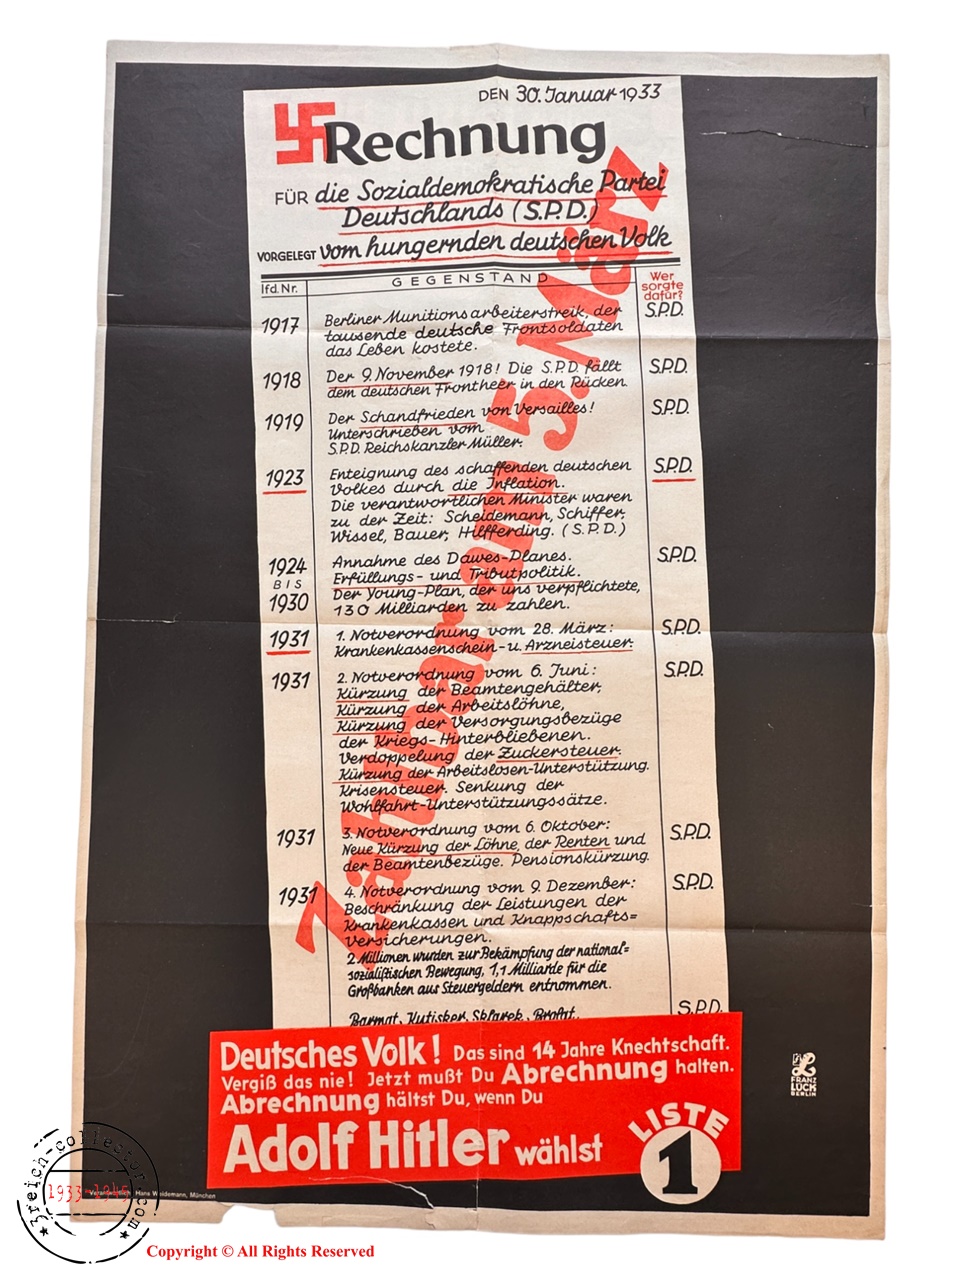 DEN 30. Januar 1933
Rechnung
FÜR die Sozialdemokratische Partei
Deutschlands (S.P.D.)
VORGELEGT vom hungernden deutschen Volk
lfd. Nr.
GEGENSTAND
Wer
sorgte
dafür?
1917
Berliner Munitionsarbeiterstreik, der
tausende deutsche Frontsoldaten
das Leben kostete.
S.P.D.
1918
Der 9. November 1918! Die S.P.D. fällt
dem deutschen Frontheer in den Rücken.
S.P.D.
1919
Der Schandfrieden von Versailles!
Unterschrieben vom
S.P.D. Reichskanzler Müller.
S.P.D.
1923
Enteignung des schaffenden deutschen
Volkes durch die Inflation.
Die verantwortlichen Minister waren
zu der Zeit: Scheidemann, Schiffer,
Wissel, Bauer, Hilfferding. (S.P.D.)
S.P.D.
1924
BIS
1930
Annahme des Dawes-Planes.
Erfüllungs- und Tributpolitik.
Der Young-Plan, der uns verpflichtete,
130 Milliarden zu zahlen.
S.P.D.
1931
1. Notverordnung vom 28. März:
Krankenkassenschein- u. Arzneisteuer.
S.P.D.
1931
2. Notverordnung vom 6. Juni:
Kürzung der Beamtengehälter,
Kürzung der Arbeitslöhne,
Kürzung der Versorgungsbezüge
der Kriegs-Hinterbliebenen.
Verdoppelung der Zuckersteuer.
Kürzung der Arbeitslosen-Unterstützung.
Krisensteuer. Senkung der
Wohlfahrt-Unterstützungssätze.
S.P.D.
1931
3. Notverordnung vom 6. Oktober:
Neue Kürzung der Löhne, der Renten und
der Beamtenbezüge. Pensionskürzung.
S.P.D.
1931
4. Notverordnung vom 9. Dezember:
Beschränkung der Leistungen der
Krankenkassen und Knappschafts=
versicherungen.
2 Millionen wurden zur Bekämpfung der national=
sozialistischen Bewegung, 1,1 Milliarde für die
Großbanken aus Steuergeldern entnommen.
S.P.D.
Barmat, Kutisker, Sklarek, Brolat.
S.P.D.
Zahlbar am 5. März
Deutsches Volk! Das sind 14 Jahre Knechtschaft.
Vergiß das nie! Jetzt mußt Du Abrechnung halten.
Abrechnung hältst Du, wenn Du
Adolf Hitler wählst
LISTE
1
FRANZ
LÜCK
BERLIN
Verantwortlich Hans Weidemann, München
3reich-collector.com
1933-1945
Copyright © All Rights Reserved